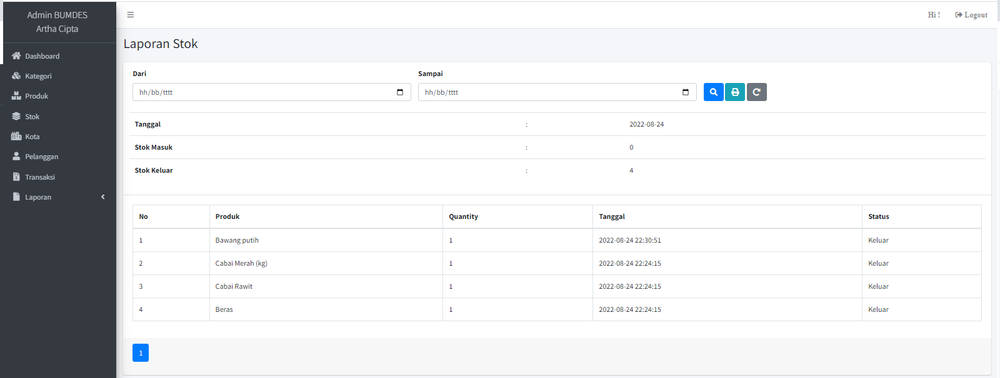 Admin BUMDES
Artha Cipta
Hi !
Logout
Dashboard
Kategori
Produk
Stok
Kota
Pelanggan
Transaksi
Laporan
Laporan Stok
Dari Sampai
hh/bb/tttt hh/bb/tttt
Tanggal : 2022-08-24
Stok Masuk : 0
Stok Keluar : 4
No Produk Quantity Tanggal Status
1 Bawang putih 1 2022-08-24 22:30:51 Keluar
2 Cabai Merah (kg) 1 2022-08-24 22:24:15 Keluar
3 Cabai Rawit 1 2022-08-24 22:24:15 Keluar
4 Beras 1 2022-08-24 22:24:15 Keluar
1